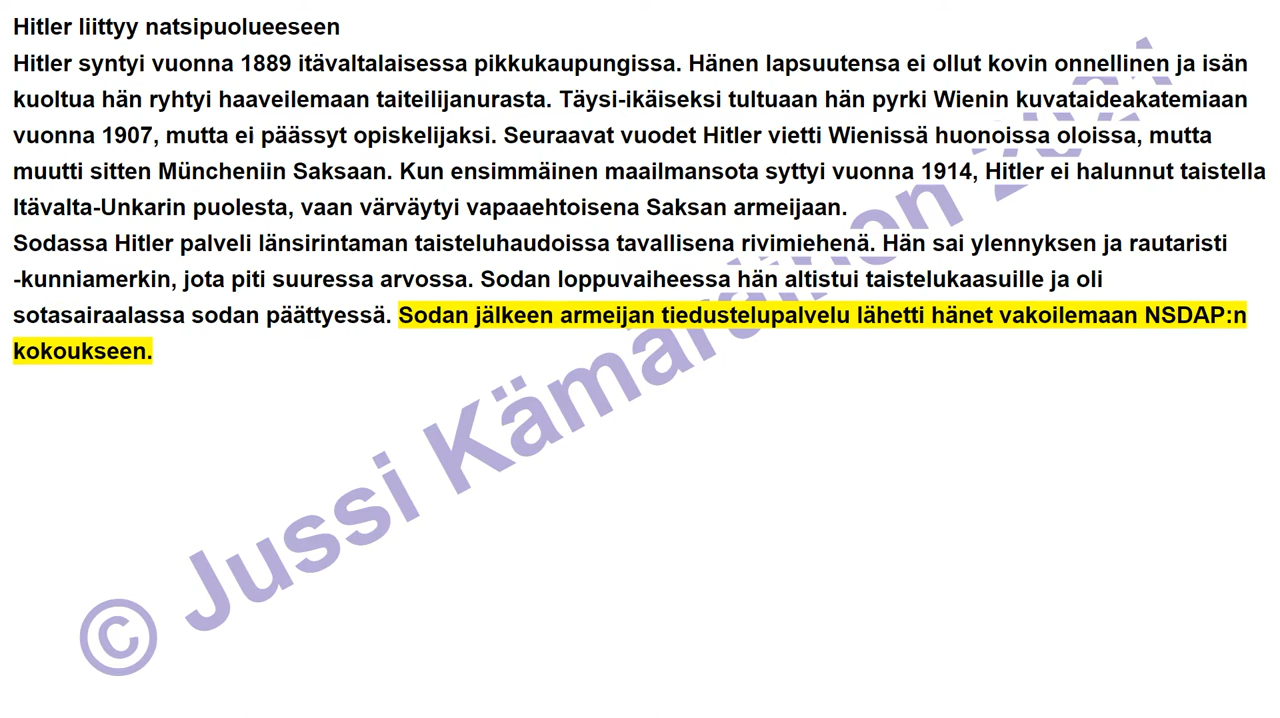 Hitler liittyy natsipuolueeseen
Hitler syntyi vuonna 1889 itävaltalaisessa pikkukaupungissa. Hänen lapsuutensa ei ollut kovin onnellinen ja isän
kuoltua hän ryhtyi haaveilemaan taiteilijanurasta. Täysi-ikäiseksi tultuaan hän pyrki Wienin kuvataideakatemiaan
vuonna 1907, mutta ei päässyt opiskelijaksi. Seuraavat vuodet Hitler vietti Wienissä huonoissa oloissa, mutta
muutti sitten Müncheniin Saksaan. Kun ensimmäinen maailmansota syttyi vuonna 1914, Hitler ei halunnut taistella
Itävalta-Unkarin puolesta, vaan värväytyi vapaaehtoisena Saksan armeijaan.
Sodassa Hitler palveli länsirintaman taisteluhaudoissa tavallisena rivimiehenä. Hän sai ylennyksen ja rautaristi
-kunniamerkin, jota piti suuressa arvossa. Sodan loppuvaiheessa hän altistui taistelukaasuille ja oli
sotasairaalassa sodan päättyessä. Sodan jälkeen armeijan tiedustelupalvelu lähetti hänet vakoilemaan NSDAP:n
kokoukseen.
© Jussi Kämäräinen